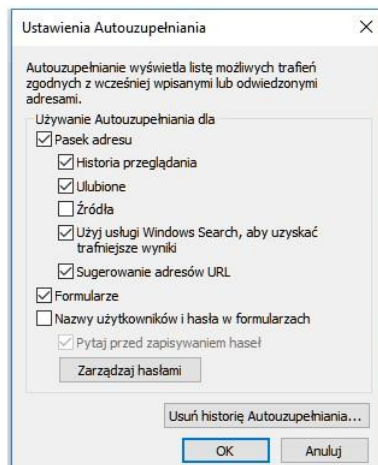 Ustawienia Autouzupełniania
Autouzupełnianie wyświetla listę możliwych trafień
zgodnych z wcześniej wpisanymi lub odwiedzonymi
adresami.
Używanie Autouzupełniania dla
Pasek adresu
Historia przeglądania
Ulubione
Źródła
Użyj usługi Windows Search, aby uzyskać
trafniejsze wyniki
Sugerowanie adresów URL
Formularze
Nazwy użytkowników i hasła w formularzach
Pytaj przed zapisywaniem haseł
Zarządzaj hasłami
Usuń historię Autouzupełniania...
OK Anuluj